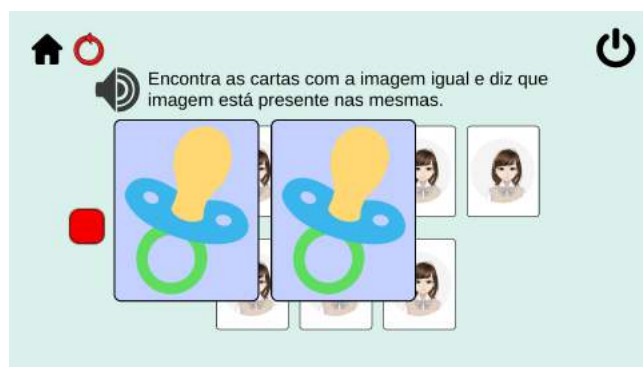 Encontra as cartas com a imagem igual e diz que
imagem está presente nas mesmas.